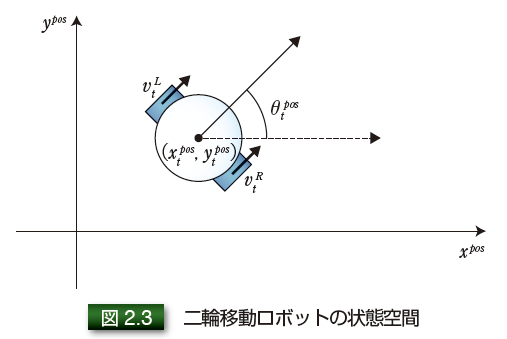 y^pos
v_t^L
θ_t^pos
(x_t^pos, y_t^pos)
v_t^R
x^pos
図 2.3 二輪移動ロボットの状態空間